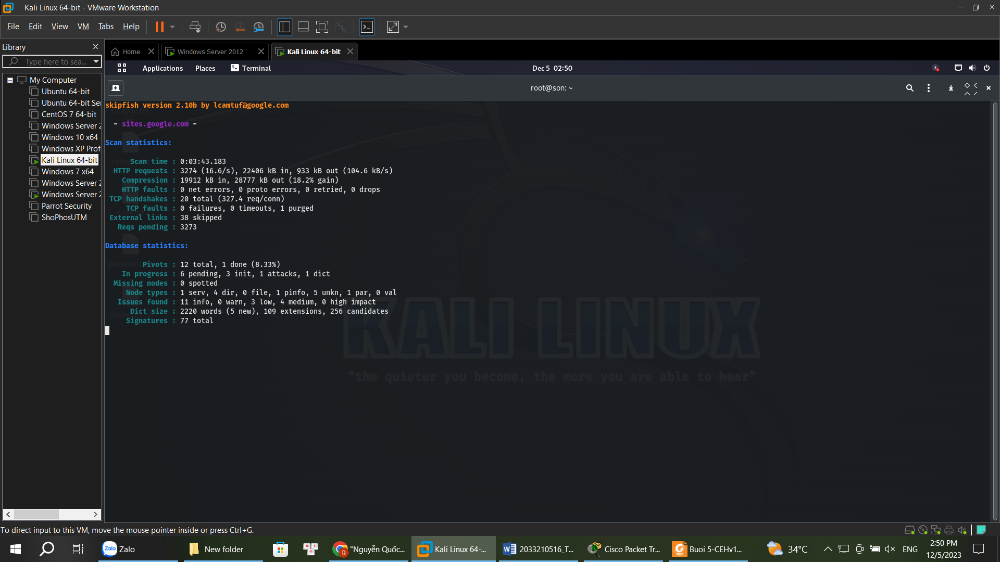 Kali Linux 64-bit - VMware Workstation
File Edit View VM Tabs Help
Library
Type here to sea...
Home
Windows Server 2012
Kali Linux 64-bit
My Computer
Ubuntu 64-bit
Ubuntu 64-bit Ser
CentOS 7 64-bit
Windows Server 2
Windows 10 x64
Windows XP Prof
Kali Linux 64-bit
Windows 7 x64
Windows Server 2
Windows Server 2
Parrot Security
ShoPhosUTM
Applications Places Terminal
Dec 5 02:50
root@son: ~
skipfish version 2.10b by lcamtuf@google.com
rockyou.txt
- sites.google.com -
Scan statistics:
Scan time : 0:03:43.183
HTTP requests : 3274 (16.6/s), 22406 kB in, 933 kB out (104.6 kB/s)
Compression : 19912 kB in, 28777 kB out (18.2% gain)
HTTP faults : 0 net errors, 0 proto errors, 0 retried, 0 drops
TCP handshakes : 20 total (327.4 req/conn)
TCP faults : 0 failures, 0 timeouts, 1 purged
External links : 38 skipped
Reqs pending : 3273
Database statistics:
Pivots : 12 total, 1 done (8.33%)
In progress : 6 pending, 3 init, 1 attacks, 1 dict
Missing nodes : 0 spotted
Node types : 1 serv, 4 dir, 0 file, 1 pinfo, 5 unkn, 1 par, 0 val
Issues found : 11 info, 0 warn, 3 low, 4 medium, 0 high impact
Dict size : 2220 words (5 new), 109 extensions, 256 candidates
Signatures : 77 total
KALI LINUX
"the quieter you become, the more you are able to hear"
To direct input to this VM, move the mouse pointer inside or press Ctrl+G.
Zalo
Zalo
New folder
"Nguyễn Quốc...
Kali Linux 64-...
2033210516_T...
Cisco Packet Tr...
Buoi 5-CEHv1...
34°C
ENG
2:50 PM
12/5/2023